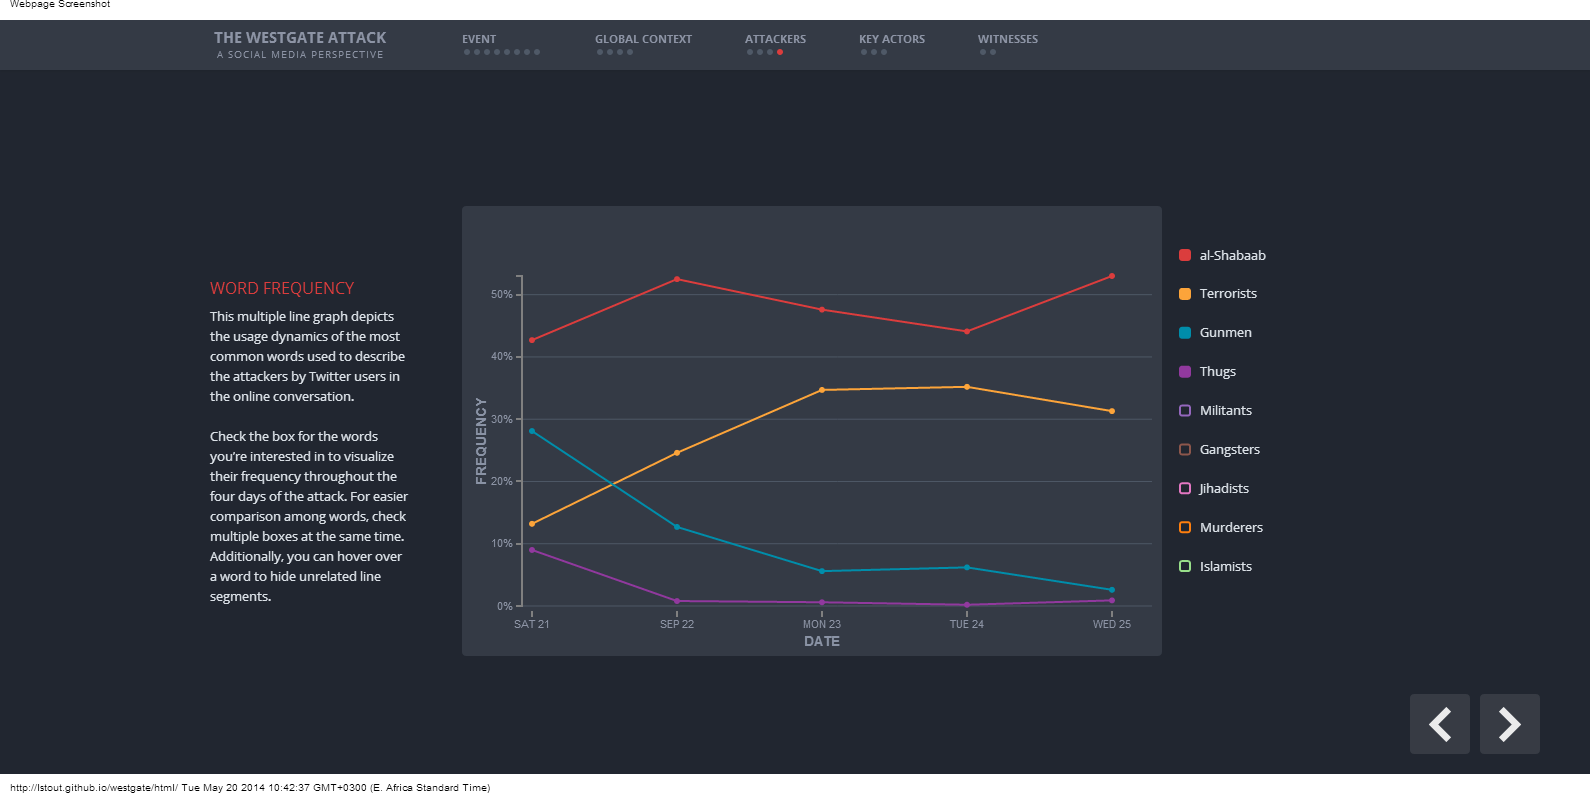 Webpage Screenshot
THE WESTGATE ATTACK
A SOCIAL MEDIA PERSPECTIVE
EVENT
GLOBAL CONTEXT
ATTACKERS
KEY ACTORS
WITNESSES
WORD FREQUENCY
This multiple line graph depicts
the usage dynamics of the most
common words used to describe
the attackers by Twitter users in
the online conversation.
Check the box for the words
you're interested in to visualize
their frequency throughout the
four days of the attack. For easier
comparison among words, check
multiple boxes at the same time.
Additionally, you can hover over
a word to hide unrelated line
segments.
FREQUENCY
50%
40%
30%
20%
10%
0%
SAT 21
SEP 22
MON 23
TUE 24
WED 25
DATE
al-Shabaab
Terrorists
Gunmen
Thugs
Militants
Gangsters
Jihadists
Murderers
Islamists
http://lstout.github.io/westgate/html/ Tue May 20 2014 10:42:37 GMT+0300 (E. Africa Standard Time)